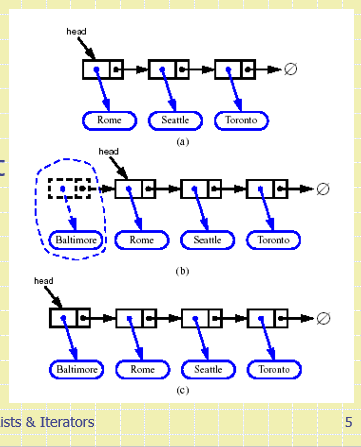 head
∅
Rome Seattle Toronto
(a)
head
∅
Baltimore Rome Seattle Toronto
(b)
head
∅
Baltimore Rome Seattle Toronto
(c)
ists & Iterators 5